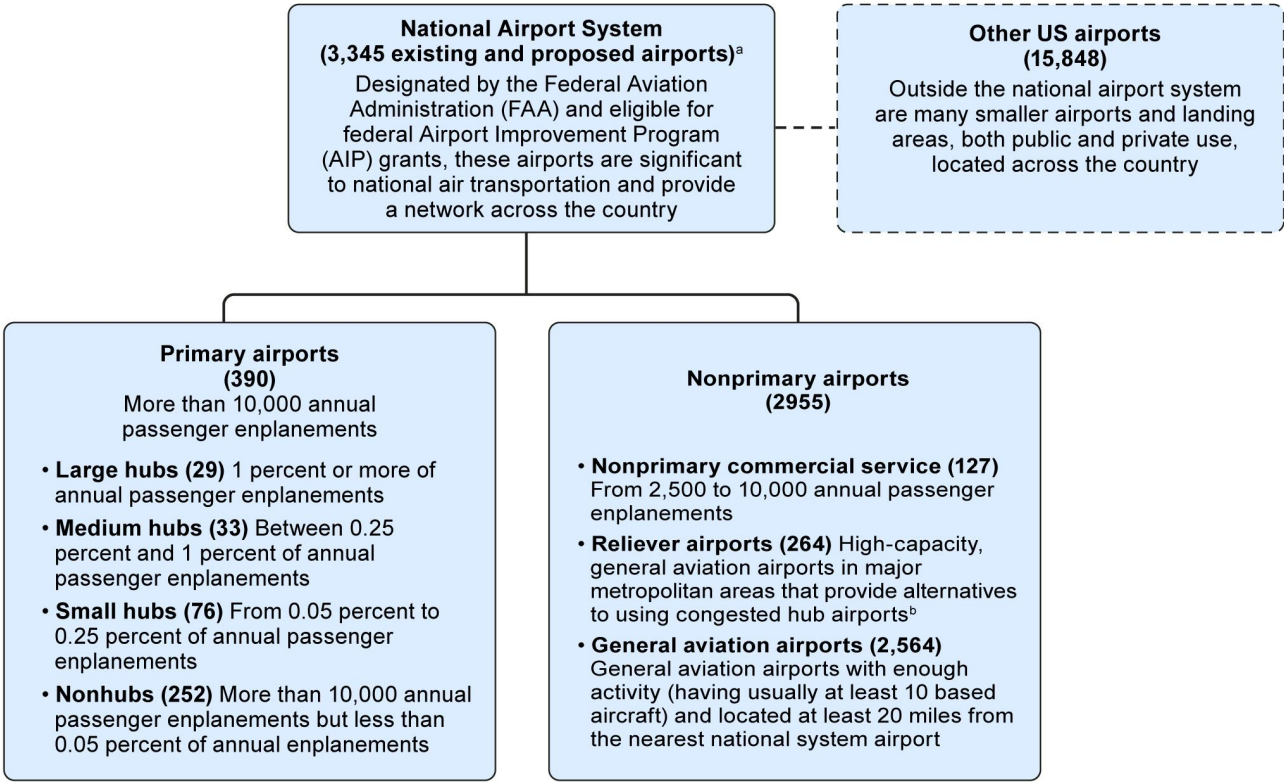 National Airport System
(3,345 existing and proposed airports)a
Designated by the Federal Aviation
Administration (FAA) and eligible for
federal Airport Improvement Program
(AIP) grants, these airports are significant
to national air transportation and provide
a network across the country
Other US airports
(15,848)
Outside the national airport system
are many smaller airports and landing
areas, both public and private use,
located across the country
Primary airports
(390)
More than 10,000 annual
passenger enplanements
• Large hubs (29) 1 percent or more of
annual passenger enplanements
• Medium hubs (33) Between 0.25
percent and 1 percent of annual
passenger enplanements
• Small hubs (76) From 0.05 percent to
0.25 percent of annual passenger
enplanements
• Nonhubs (252) More than 10,000 annual
passenger enplanements but less than
0.05 percent of annual enplanements
Nonprimary airports
(2955)
• Nonprimary commercial service (127)
From 2,500 to 10,000 annual passenger
enplanements
• Reliever airports (264) High-capacity,
general aviation airports in major
metropolitan areas that provide alternatives
to using congested hub airportsb
• General aviation airports (2,564)
General aviation airports with enough
activity (having usually at least 10 based
aircraft) and located at least 20 miles from
the nearest national system airport